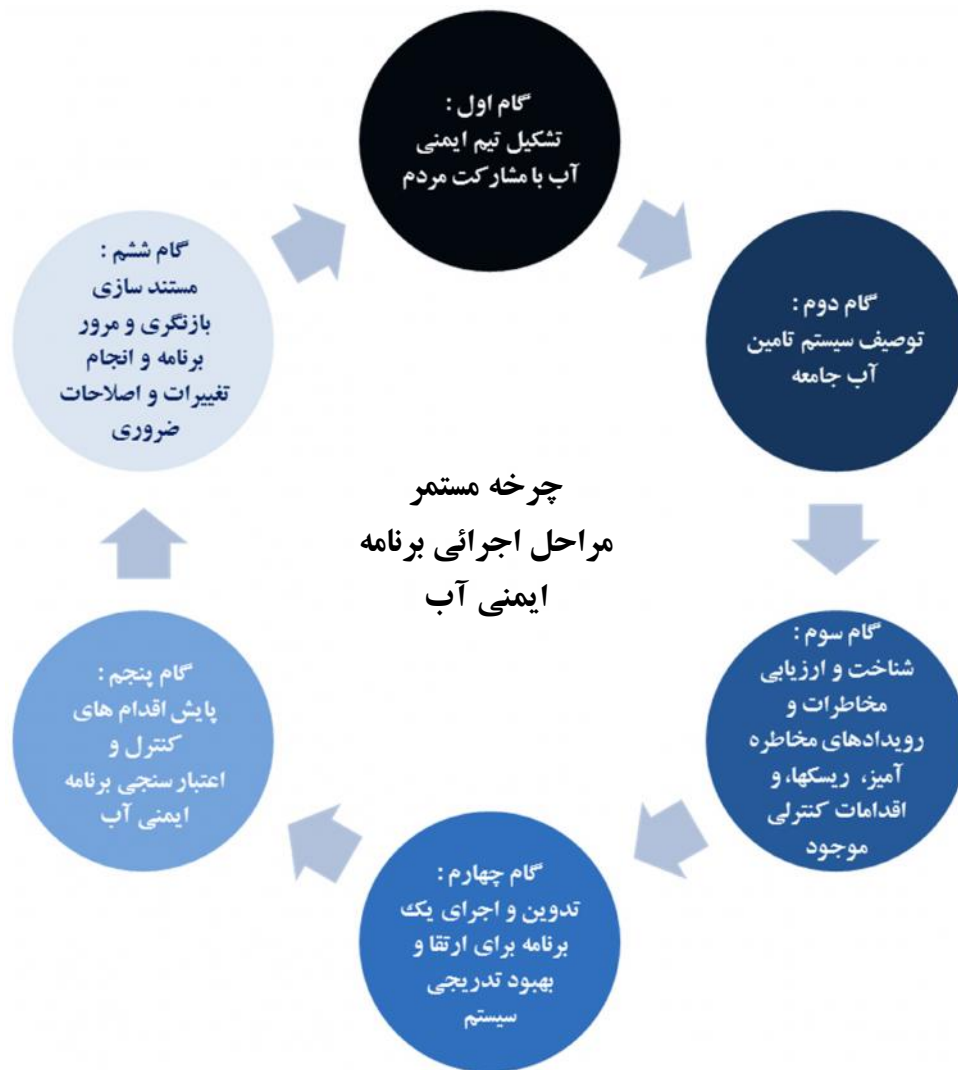 گام اول :
تشکیل تیم ایمنی
آب با مشارکت مردم
گام دوم :
توصیف سیستم تامین
آب جامعه
گام سوم :
شناخت و ارزیابی
مخاطرات و
رویدادهای مخاطره
آمیز، ریسکها، و
اقدامات کنترلی
موجود
گام چهارم :
تدوین و اجرای یک
برنامه برای ارتقا و
بهبود تدریجی
سیستم
گام پنجم :
پایش اقدام های
کنترل و
اعتبار سنجی برنامه
ایمنی آب
گام ششم :
مستند سازی
بازنگری و مرور
برنامه و انجام
تغییرات و اصلاحات
ضروری
چرخه مستمر
مراحل اجرائی برنامه
ایمنی آب